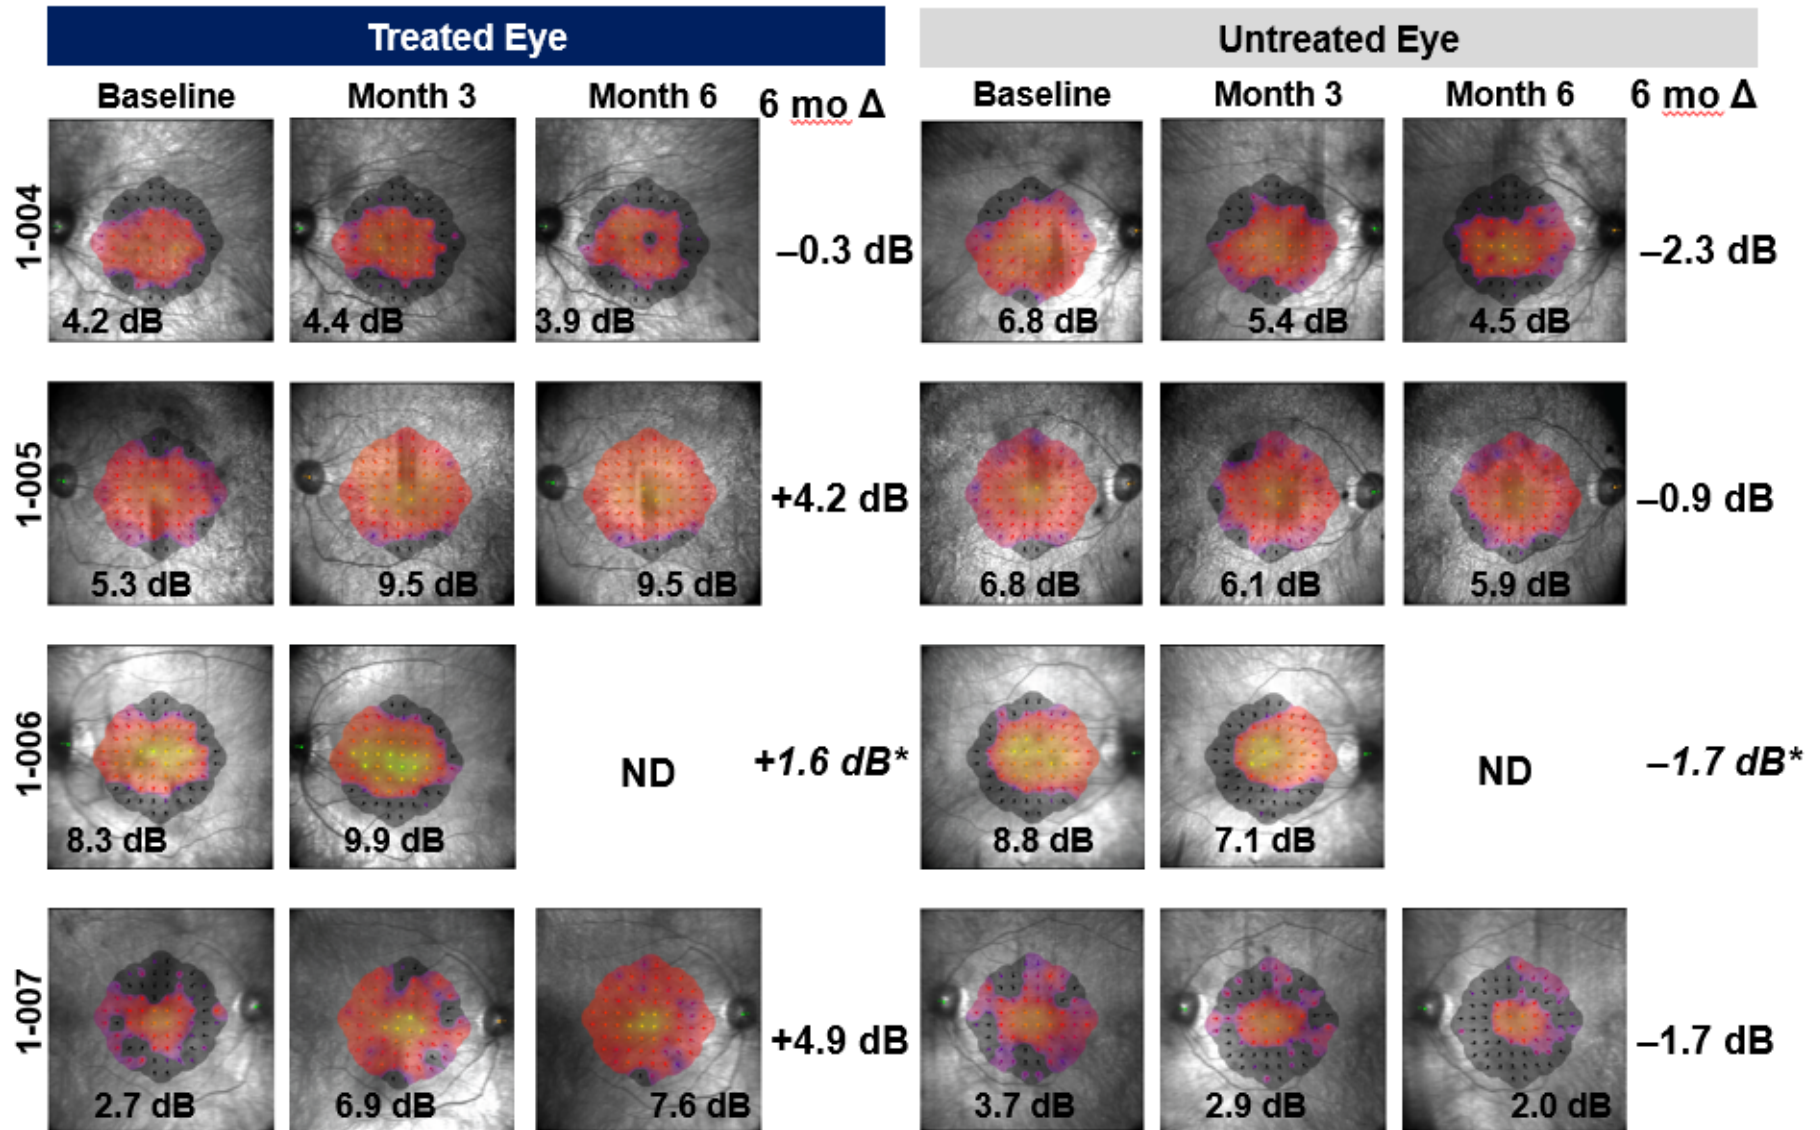 Treated Eye Untreated Eye
Baseline Month 3 Month 6 6 mo Δ Baseline Month 3 Month 6 6 mo Δ
1-004
4.2 dB 4.4 dB 3.9 dB –0.3 dB 6.8 dB 5.4 dB 4.5 dB –2.3 dB
1-005
5.3 dB 9.5 dB 9.5 dB +4.2 dB 6.8 dB 6.1 dB 5.9 dB –0.9 dB
1-006
8.3 dB 9.9 dB ND +1.6 dB* 8.8 dB 7.1 dB ND –1.7 dB*
1-007
2.7 dB 6.9 dB 7.6 dB +4.9 dB 3.7 dB 2.9 dB 2.0 dB –1.7 dB